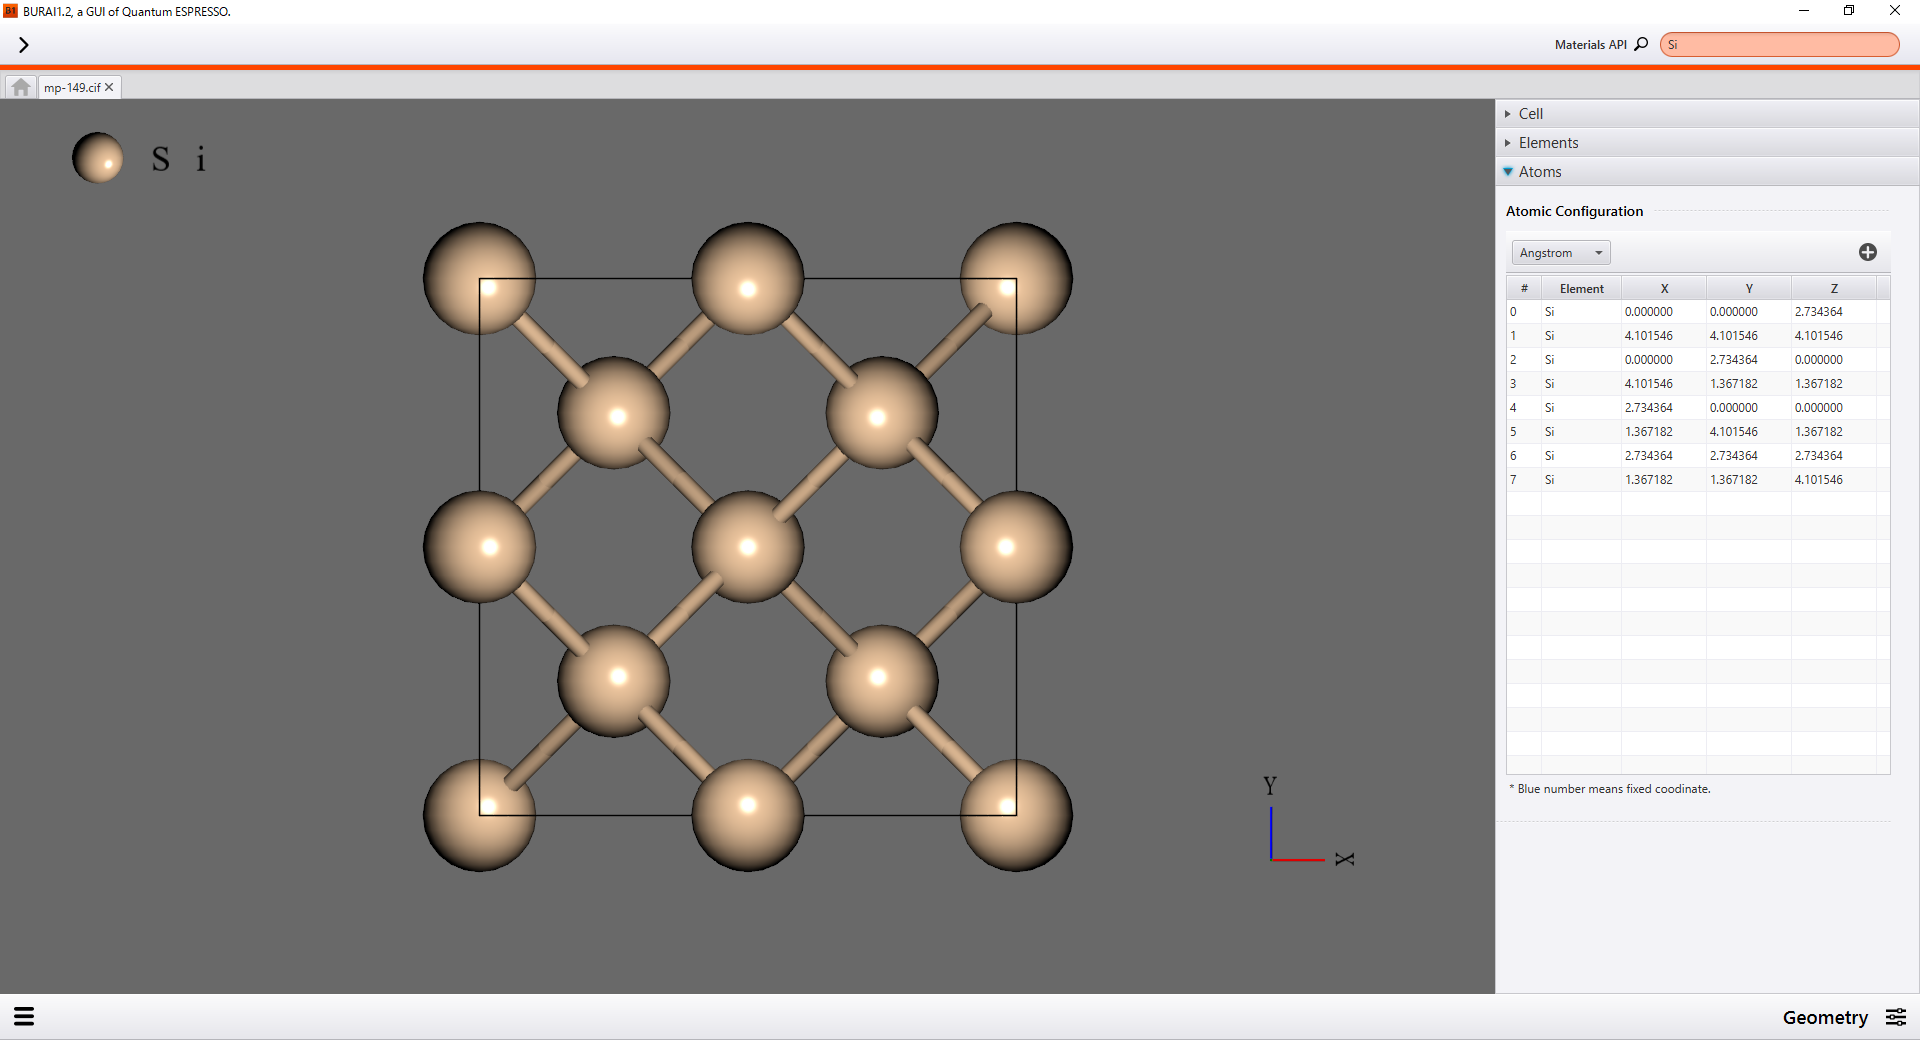 BURAI1.2, a GUI of Quantum ESPRESSO.
Materials API
Si
mp-149.cif
S i
Y
X
Cell
Elements
Atoms
Atomic Configuration
Angstrom
# Element X Y Z
0 Si 0.000000 0.000000 2.734364
1 Si 4.101546 4.101546 4.101546
2 Si 0.000000 2.734364 0.000000
3 Si 4.101546 1.367182 1.367182
4 Si 2.734364 0.000000 0.000000
5 Si 1.367182 4.101546 1.367182
6 Si 2.734364 2.734364 2.734364
7 Si 1.367182 1.367182 4.101546
* Blue number means fixed coodinate.
Geometry